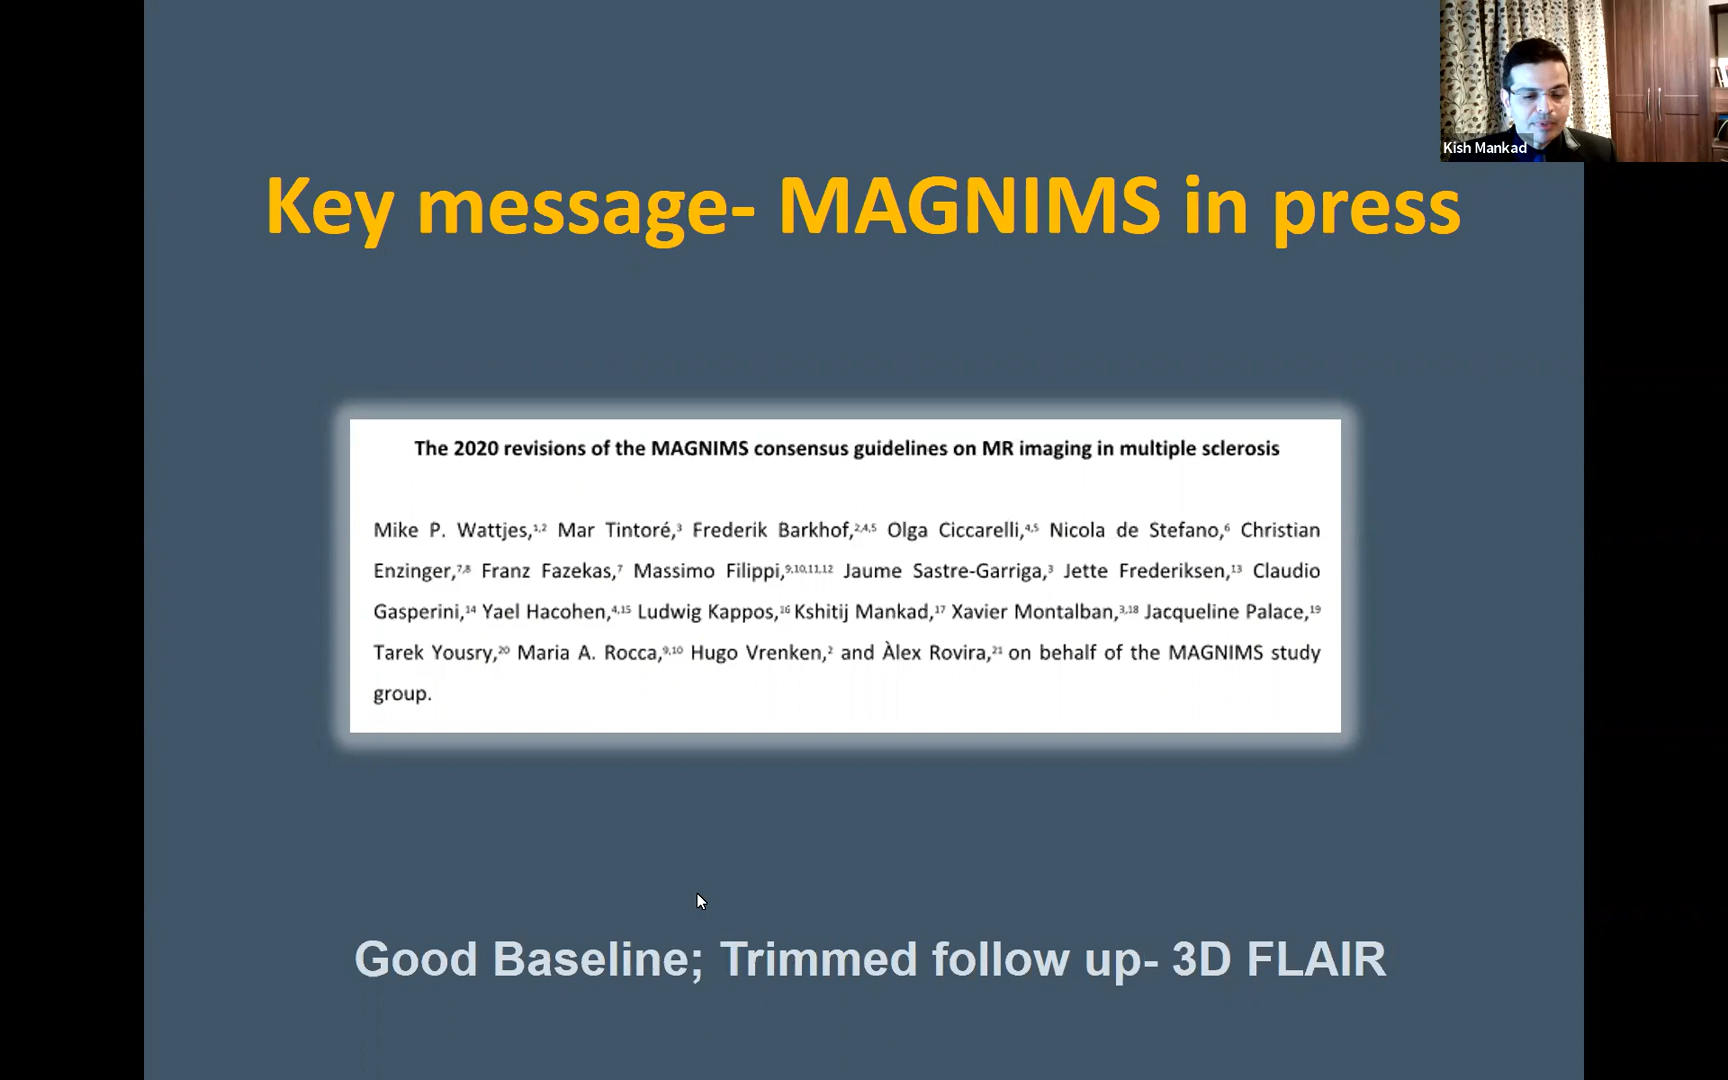 Kish Mankad
Key message- MAGNIMS in press
The 2020 revisions of the MAGNIMS consensus guidelines on MR imaging in multiple sclerosis
Mike P. Wattjes,1,2 Mar Tintoré,3 Frederik Barkhof,2,4,5 Olga Ciccarelli,4,5 Nicola de Stefano,6 Christian
Enzinger,7,8 Franz Fazekas,7 Massimo Filippi,9,10,11,12 Jaume Sastre-Garriga,3 Jette Frederiksen,13 Claudio
Gasperini,14 Yael Hacohen,4,15 Ludwig Kappos,16 Kshitij Mankad,17 Xavier Montalban,3,18 Jacqueline Palace,19
Tarek Yousry,20 Maria A. Rocca,9,10 Hugo Vrenken,2 and Àlex Rovira,21 on behalf of the MAGNIMS study
group.
Good Baseline; Trimmed follow up- 3D FLAIR